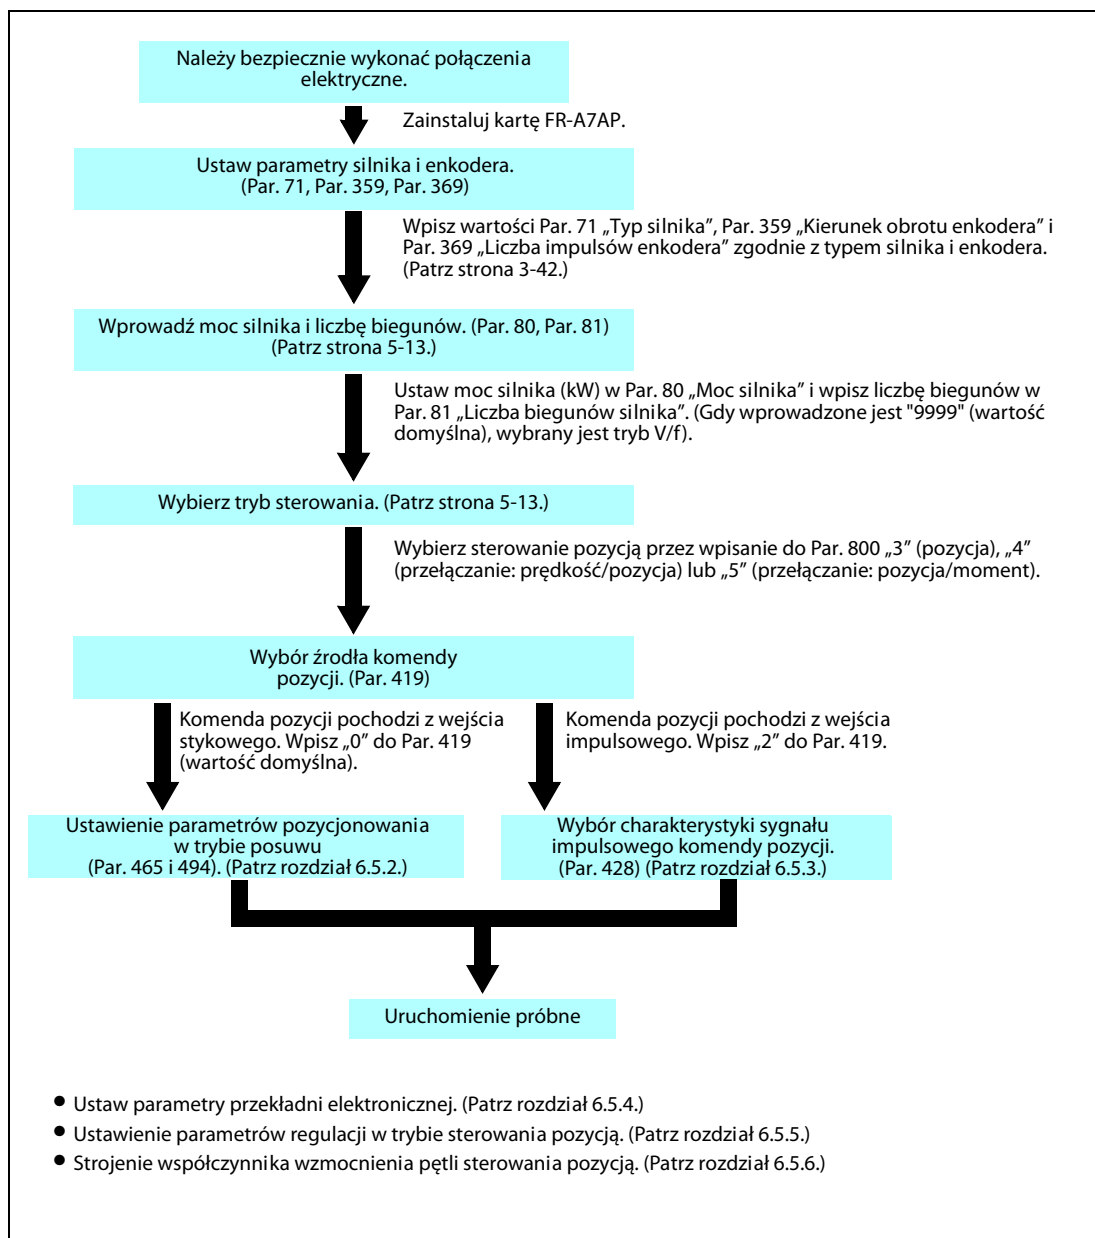 Należy bezpiecznie wykonać połączenia
elektryczne.
Zainstaluj kartę FR-A7AP.
Ustaw parametry silnika i enkodera.
(Par. 71, Par. 359, Par. 369)
Wpisz wartości Par. 71 „Typ silnika”, Par. 359 „Kierunek obrotu enkodera” i
Par. 369 „Liczba impulsów enkodera” zgodnie z typem silnika i enkodera.
(Patrz strona 3-42.)
Wprowadź moc silnika i liczbę biegunów. (Par. 80, Par. 81)
(Patrz strona 5-13.)
Ustaw moc silnika (kW) w Par. 80 „Moc silnika” i wpisz liczbę biegunów w
Par. 81 „Liczba biegunów silnika”. (Gdy wprowadzone jest "9999" (wartość
domyślna), wybrany jest tryb V/f).
Wybierz tryb sterowania. (Patrz strona 5-13.)
Wybierz sterowanie pozycją przez wpisanie do Par. 800 „3” (pozycja), „4”
(przełączanie: prędkość/pozycja) lub „5” (przełączanie: pozycja/moment).
Wybór źródła komendy
pozycji. (Par. 419)
Komenda pozycji pochodzi z wejścia
stykowego. Wpisz „0” do Par. 419
(wartość domyślna).
Komenda pozycji pochodzi z wejścia
impulsowego. Wpisz „2” do Par. 419.
Ustawienie parametrów pozycjonowania
w trybie posuwu
(Par. 465 i 494). (Patrz rozdział 6.5.2.)
Wybór charakterystyki sygnału
impulsowego komendy pozycji.
(Par. 428) (Patrz rozdział 6.5.3.)
Uruchomienie próbne
● Ustaw parametry przekładni elektronicznej. (Patrz rozdział 6.5.4.)
● Ustawienie parametrów regulacji w trybie sterowania pozycją. (Patrz rozdział 6.5.5.)
● Strojenie współczynnika wzmocnienia pętli sterowania pozycją. (Patrz rozdział 6.5.6.)